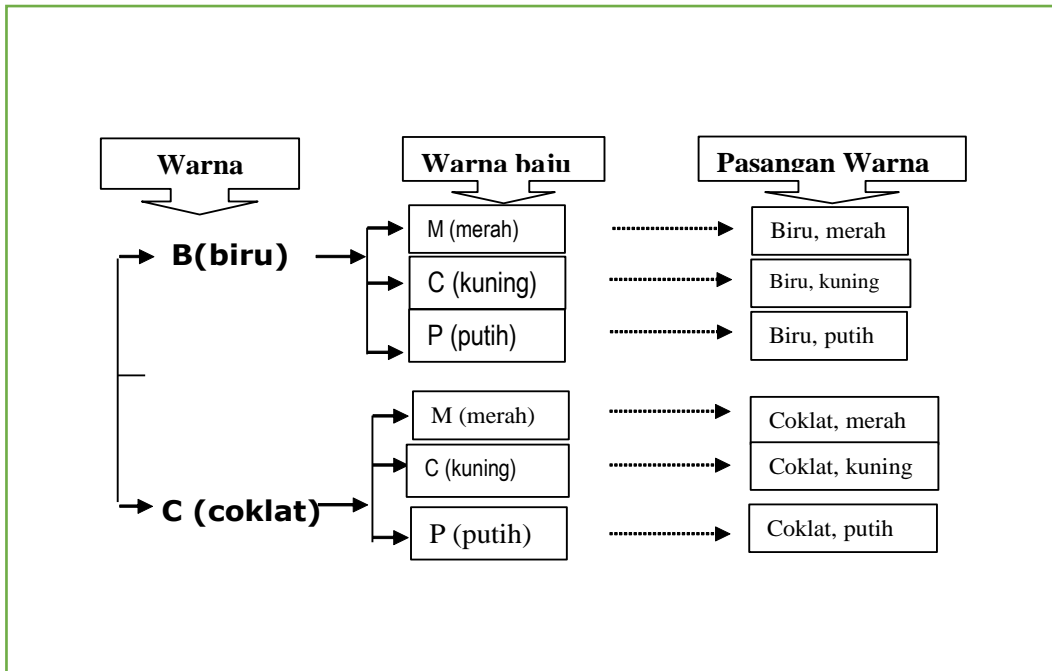 Warna
Warna baju
Pasangan Warna
B(biru)
M (merah)
Biru, merah
C (kuning)
Biru, kuning
P (putih)
Biru, putih
C (coklat)
M (merah)
Coklat, merah
C (kuning)
Coklat, kuning
P (putih)
Coklat, putih